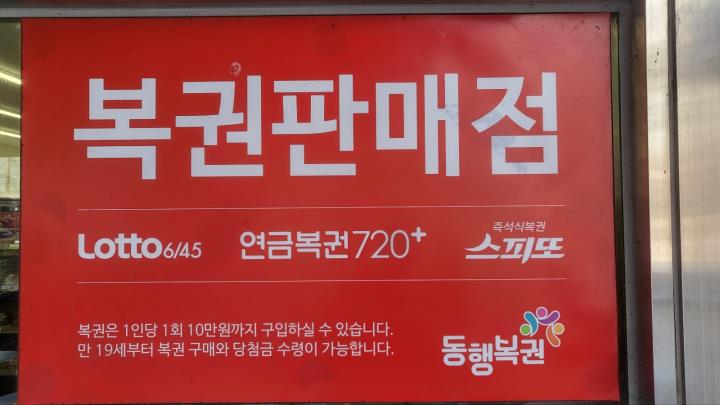 복권판매점
Lotto 6/45 연금복권720+ 즉석식복권 스피또
복권은 1인당 1회 10만원까지 구입하실 수 있습니다.
만 19세부터 복권 구매와 당첨금 수령이 가능합니다.
동행복권